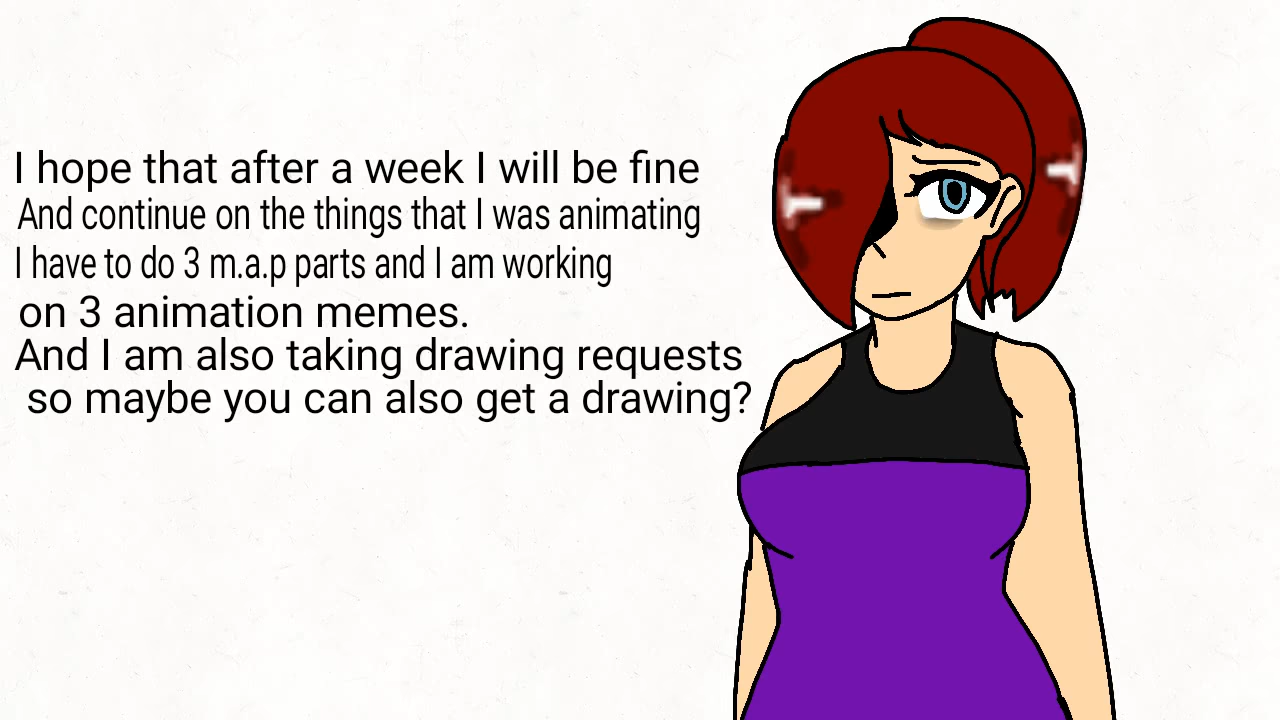 I hope that after a week I will be fine
And continue on the things that I was animating
I have to do 3 m.a.p parts and I am working
on 3 animation memes.
And I am also taking drawing requests
so maybe you can also get a drawing?